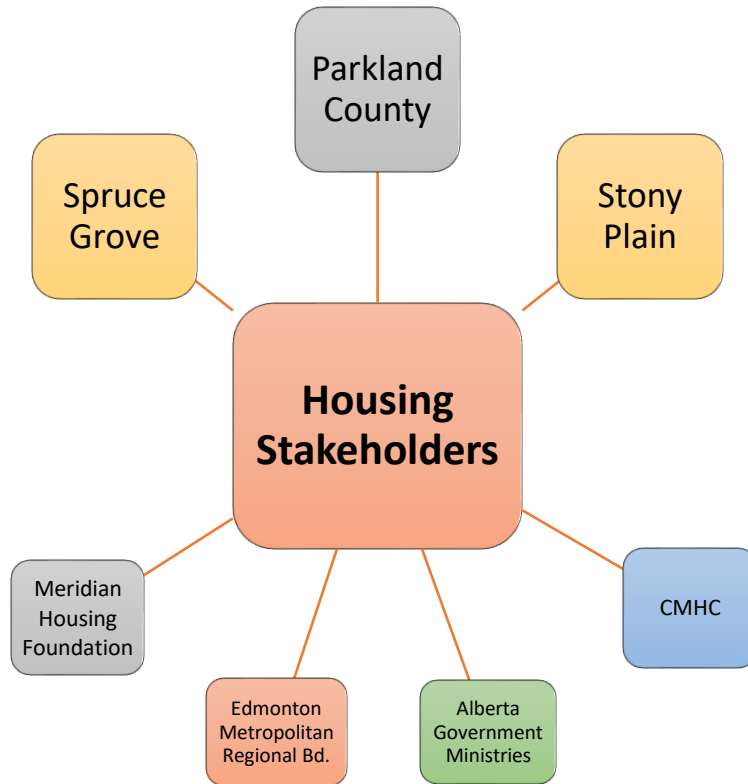 Parkland
County
Spruce
Grove
Stony
Plain
Housing
Stakeholders
Meridian
Housing
Foundation
CMHC
Edmonton
Metropolitan
Regional Bd.
Alberta
Government
Ministries